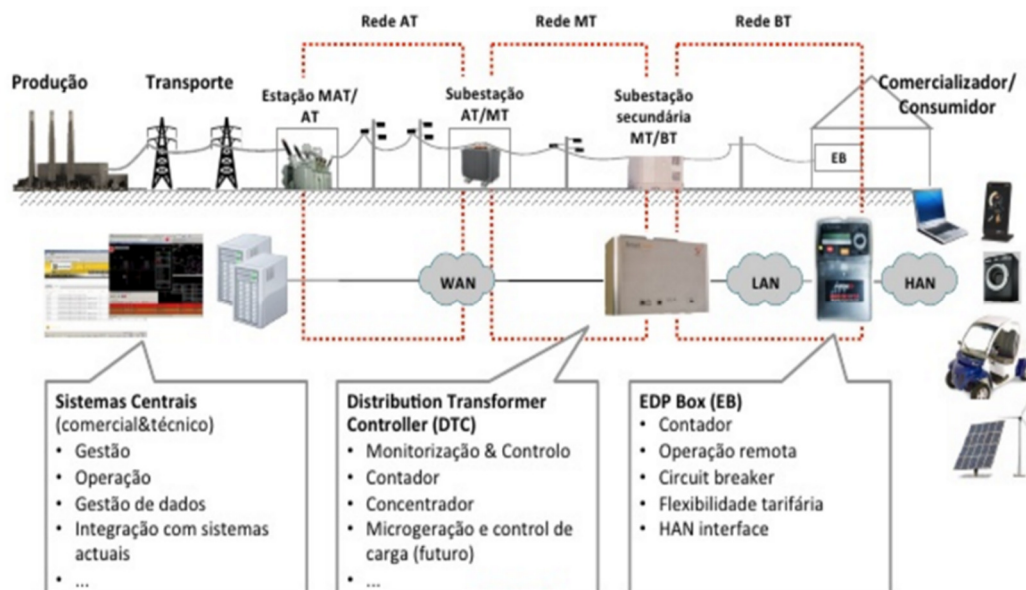 Rede AT
Rede MT
Rede BT
Produção
Transporte
Estação MAT/
AT
Subestação
AT/MT
Subestação
secundária
MT/BT
Comercializador/
Consumidor
EB
WAN
LAN
HAN
Sistemas Centrais
(comercial&técnico)
• Gestão
• Operação
• Gestão de dados
• Integração com sistemas
actuais
• ...
Distribution Transformer
Controller (DTC)
• Monitorização & Controlo
• Contador
• Concentrador
• Microgeração e control de
carga (futuro)
• ...
EDP Box (EB)
• Contador
• Operação remota
• Circuit breaker
• Flexibilidade tarifária
• HAN interface